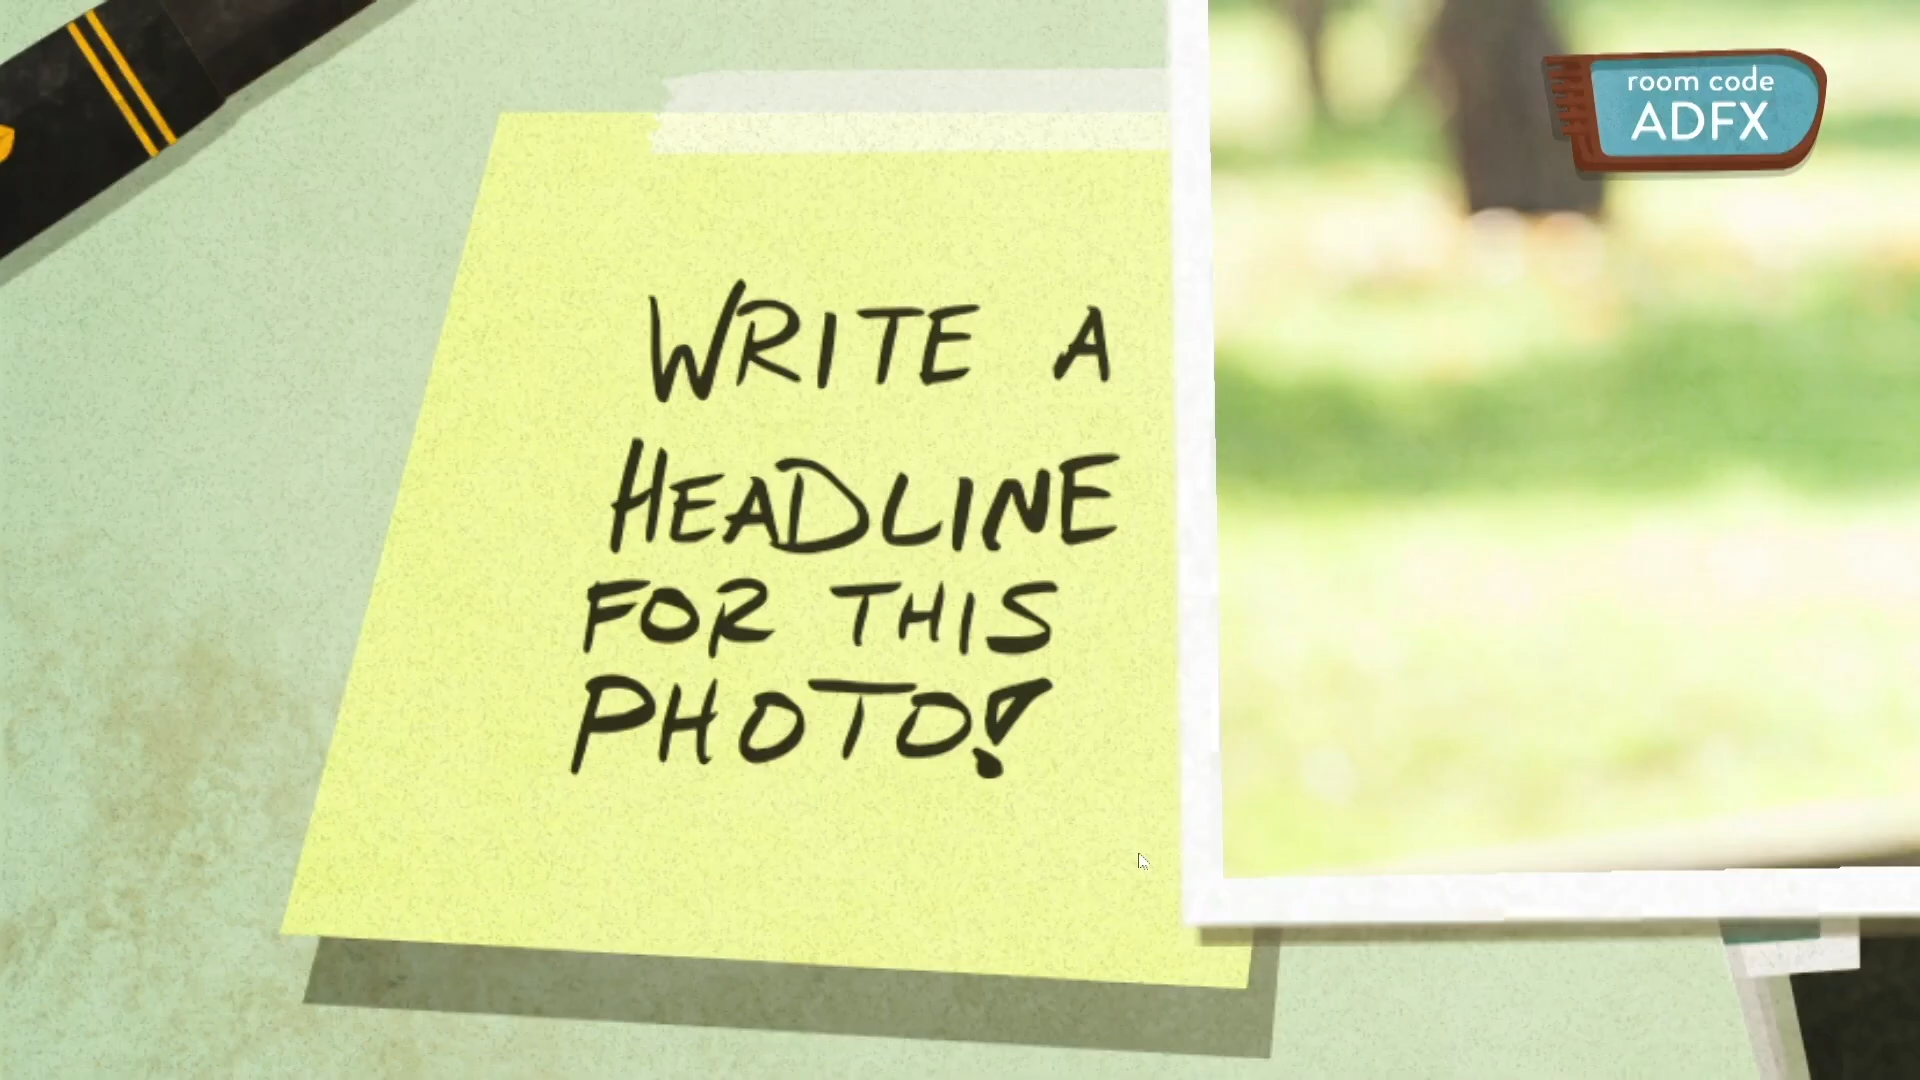 room code
ADFX
WRITE A
HEADLINE
FOR THIS
PHOTO!